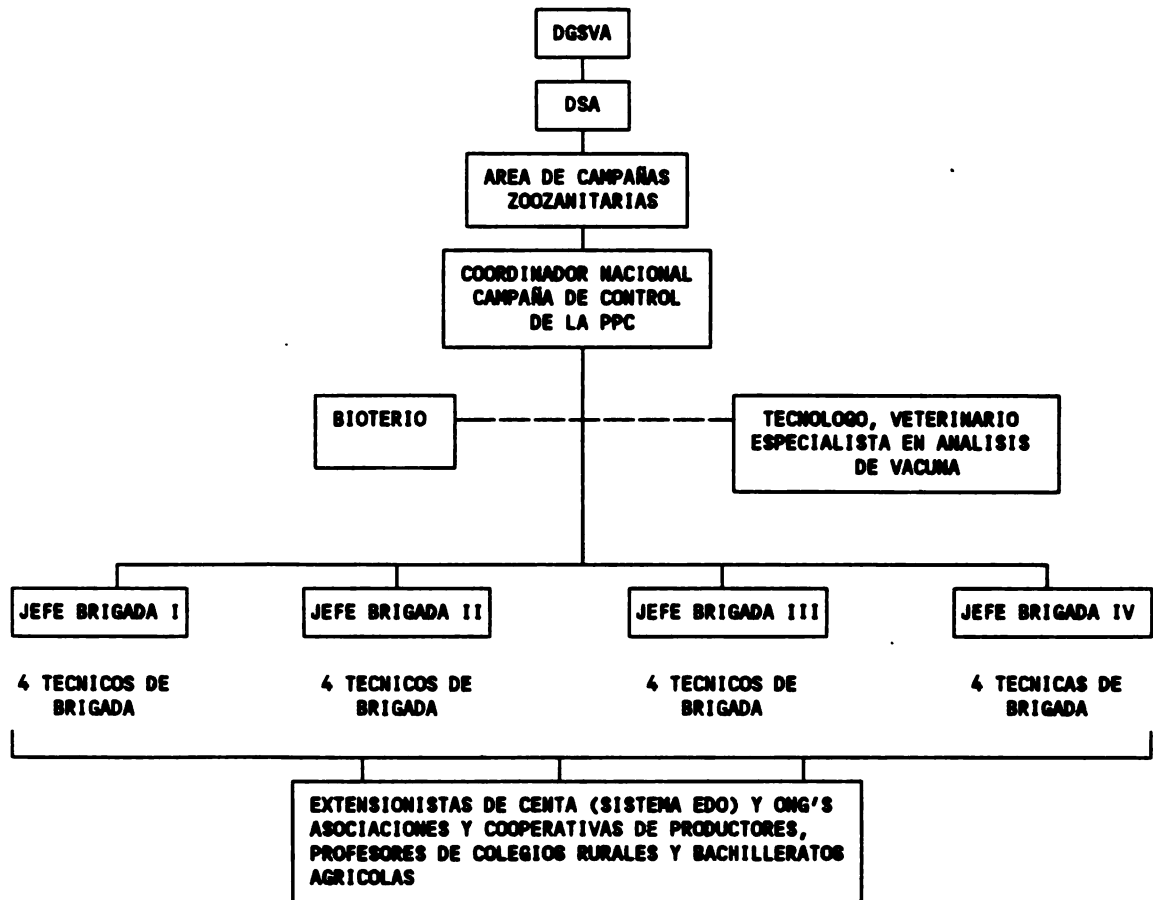 DGSVA
DSA
AREA DE CAMPAÑAS
ZOOZANITARIAS
COORDINADOR NACIONAL
CAMPAÑA DE CONTROL
DE LA PPC
BIOTERIO
TECNOLOGO, VETERINARIO
ESPECIALISTA EN ANALISIS
DE VACUNA
JEFE BRIGADA I
JEFE BRIGADA II
JEFE BRIGADA III
JEFE BRIGADA IV
4 TECNICOS DE
BRIGADA
4 TECNICOS DE
BRIGADA
4 TECNICOS DE
BRIGADA
4 TECNICAS DE
BRIGADA
EXTENSIONISTAS DE CENTA (SISTEMA EDO) Y ONG'S
ASOCIACIONES Y COOPERATIVAS DE PRODUCTORES,
PROFESORES DE COLEGIOS RURALES Y BACHILLERATOS
AGRICOLAS